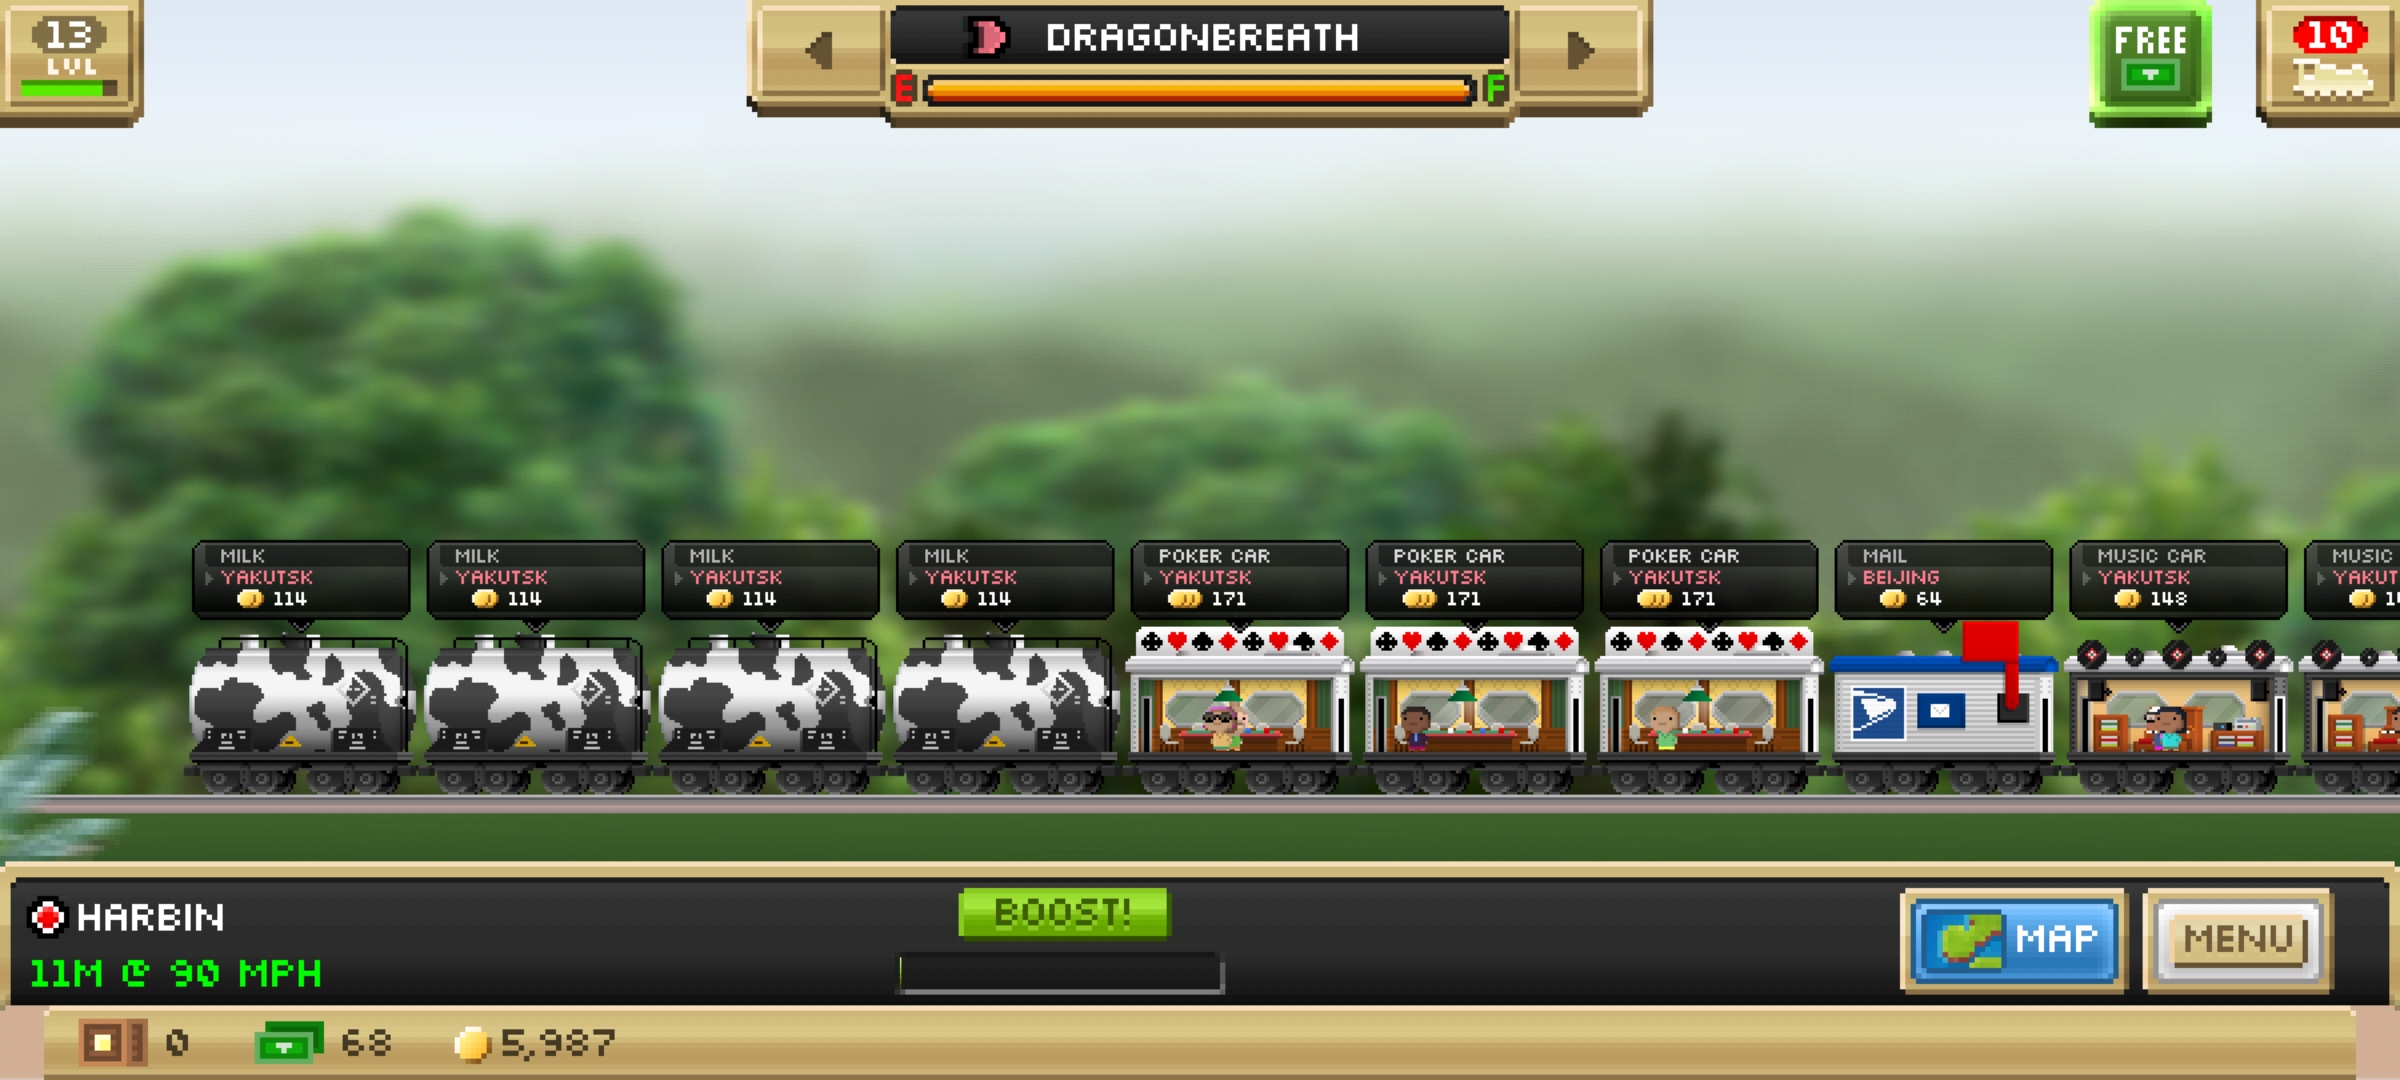 13
LVL
DRAGONBREATH
E
F
FREE
10
MILK
YAKUTSK
114
MILK
YAKUTSK
114
MILK
YAKUTSK
114
MILK
YAKUTSK
114
POKER CAR
YAKUTSK
171
POKER CAR
YAKUTSK
171
POKER CAR
YAKUTSK
171
MAIL
BEIJING
64
MUSIC CAR
YAKUTSK
148
MUSIC
HARBIN
11M @ 90 MPH
BOOST!
MAP
MENU
0
68
5,987